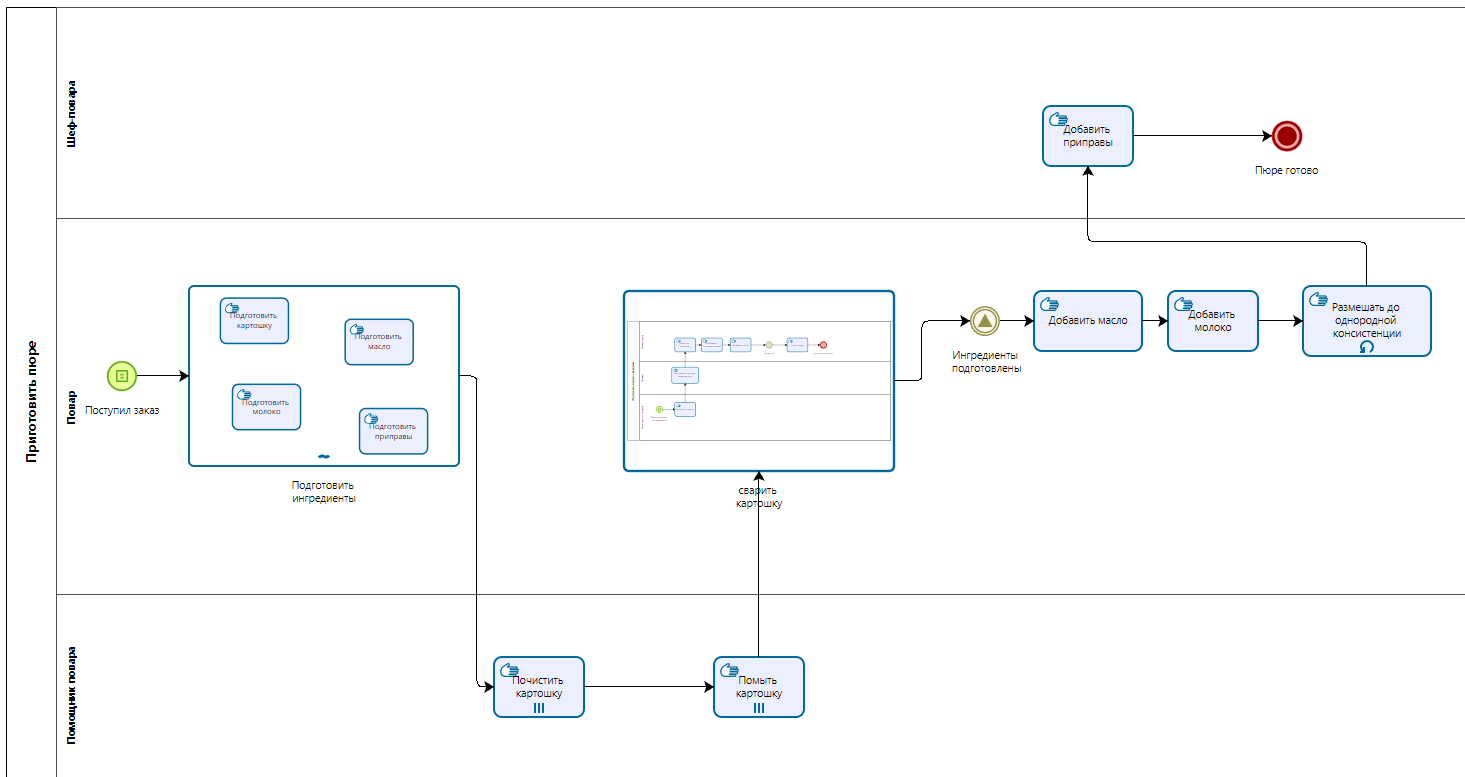 Приготовить пюре
Шеф-повара
Добавить
приправы
Пюре готово
Повар
Поступил заказ
Подготовить
картошку
Подготовить
масло
Подготовить
молоко
Подготовить
приправы
Подготовить
ингредиенты
сварить
картошку
Ингредиенты
подготовлены
Добавить масло
Добавить
молоко
Размешать до
однородной
консистенции
Помощник повара
Почистить
картошку
Помыть
картошку